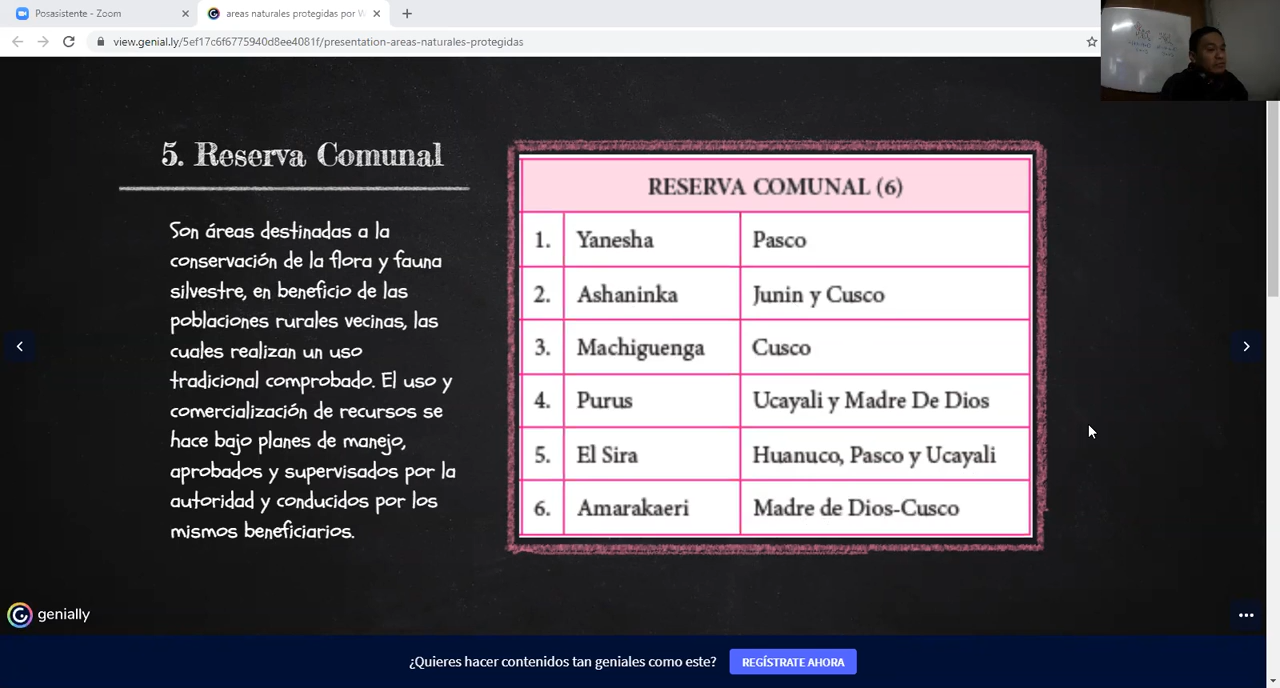 Posasistente - Zoom
areas naturales protegidas por W
view.genial.ly/5ef17c6f6775940d8ee4081f/presentation-areas-naturales-protegidas
5. Reserva Comunal
Son áreas destinadas a la
conservación de la flora y fauna
silvestre, en beneficio de las
poblaciones rurales vecinas, las
cuales realizan un uso
tradicional comprobado. El uso y
comercialización de recursos se
hace bajo planes de manejo,
aprobados y supervisados por la
autoridad y conducidos por los
mismos beneficiarios.
RESERVA COMUNAL (6)
1. Yanesha Pasco
2. Ashaninka Junin y Cusco
3. Machiguenga Cusco
4. Purus Ucayali y Madre De Dios
5. El Sira Huanuco, Pasco y Ucayali
6. Amarakaeri Madre de Dios-Cusco
genially
¿Quieres hacer contenidos tan geniales como este? REGÍSTRATE AHORA